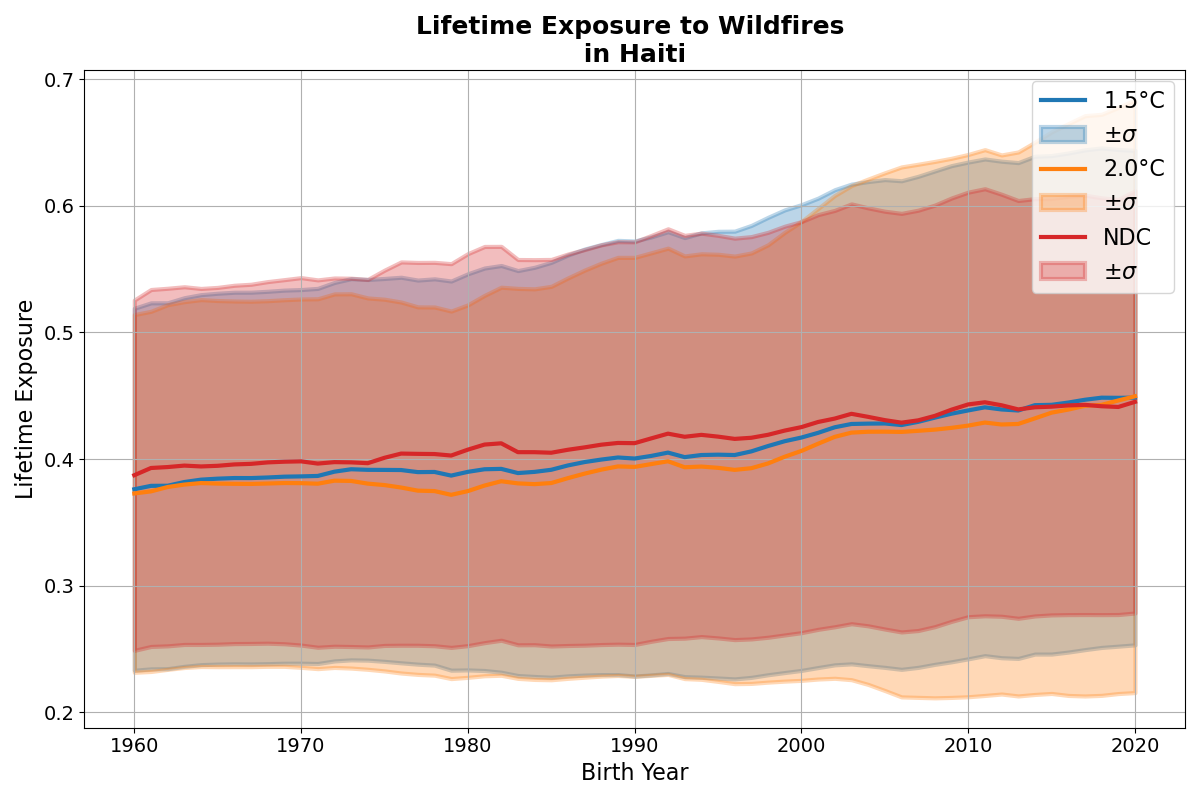 Lifetime Exposure to Wildfires
in Haiti
Lifetime Exposure
0.7
0.6
0.5
0.4
0.3
0.2
1960
1970
1980
1990
2000
2010
2020
Birth Year
1.5°C
±σ
2.0°C
±σ
NDC
±σ